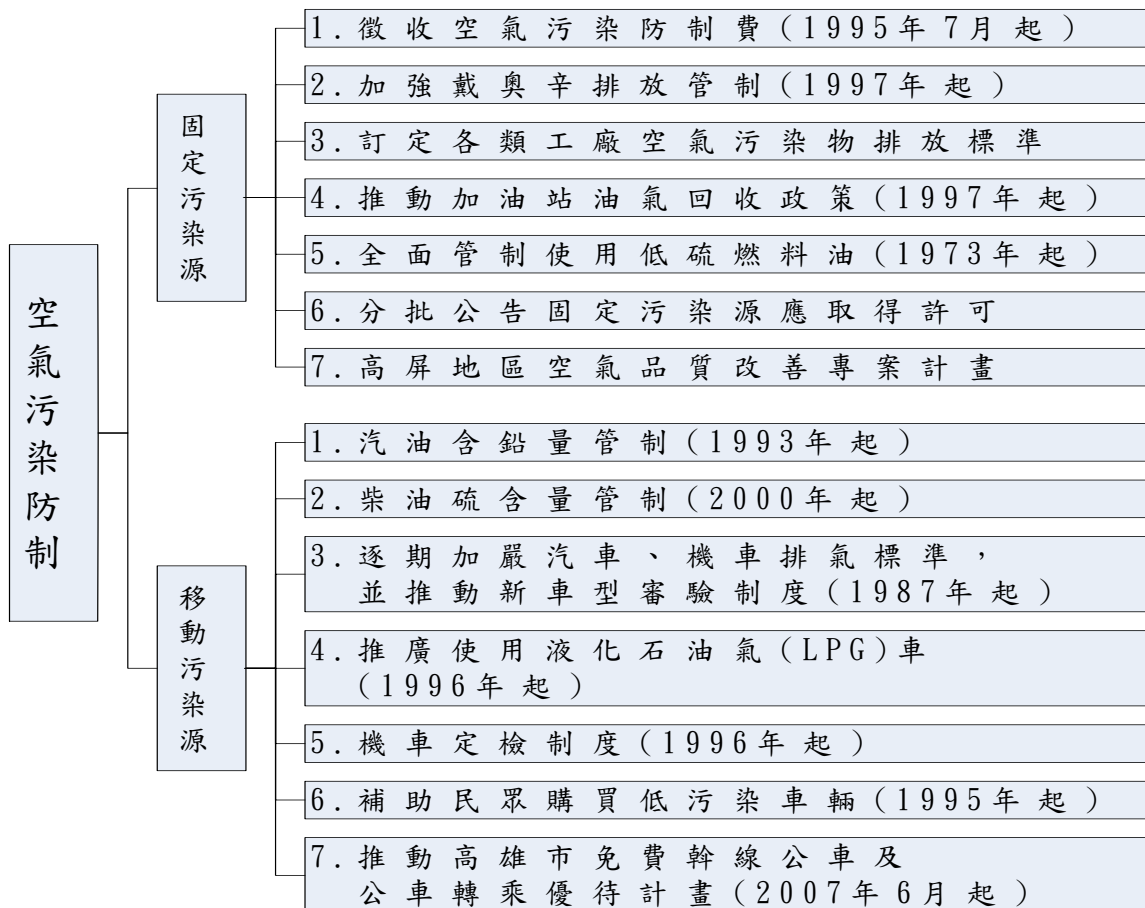 空氣污染防制
固定污染源
1.徵收空氣污染防制費(1995年7月起)
2.加強戴奧辛排放管制(1997年起)
3.訂定各類工廠空氣污染物排放標準
4.推動加油站油氣回收政策(1997年起)
5.全面管制使用低硫燃料油(1973年起)
6.分批公告固定污染源應取得許可
7.高屏地區空氣品質改善專案計畫
移動污染源
1.汽油含鉛量管制(1993年起)
2.柴油硫含量管制(2000年起)
3.逐期加嚴汽車、機車排氣標準，
並推動新車型審驗制度(1987年起)
4.推廣使用液化石油氣(LPG)車
(1996年起)
5.機車定檢制度(1996年起)
6.補助民眾購買低污染車輛(1995年起)
7.推動高雄市免費幹線公車及
公車轉乘優待計畫(2007年6月起)